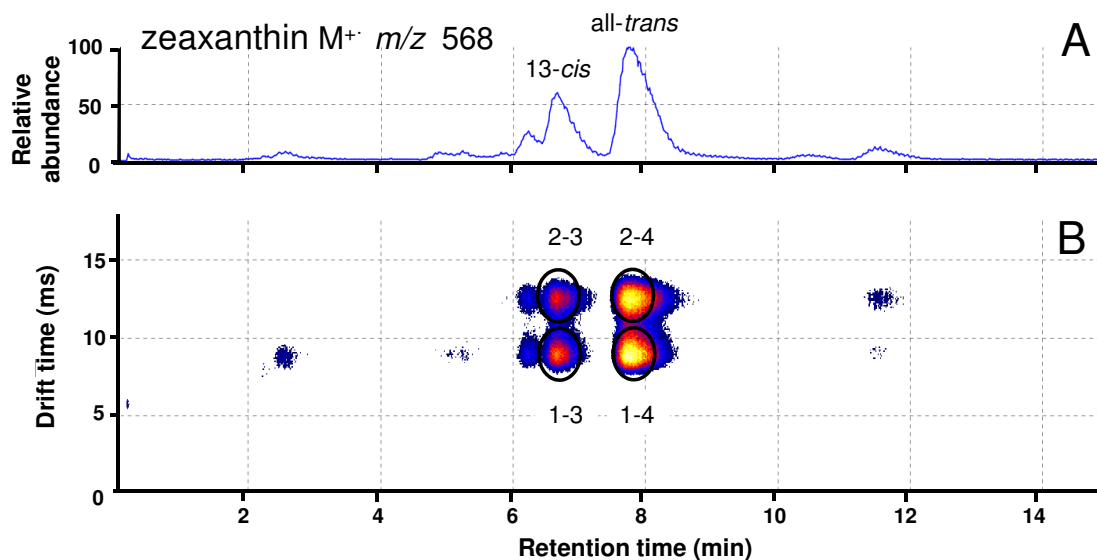 zeaxanthin M⁺· m/z 568
all-trans
A
13-cis
100
50
0
Relative
abundance
B
2-3 2-4
15
10
5
0
Drift time (ms)
1-3 1-4
2 4 6 8 10 12 14
Retention time (min)